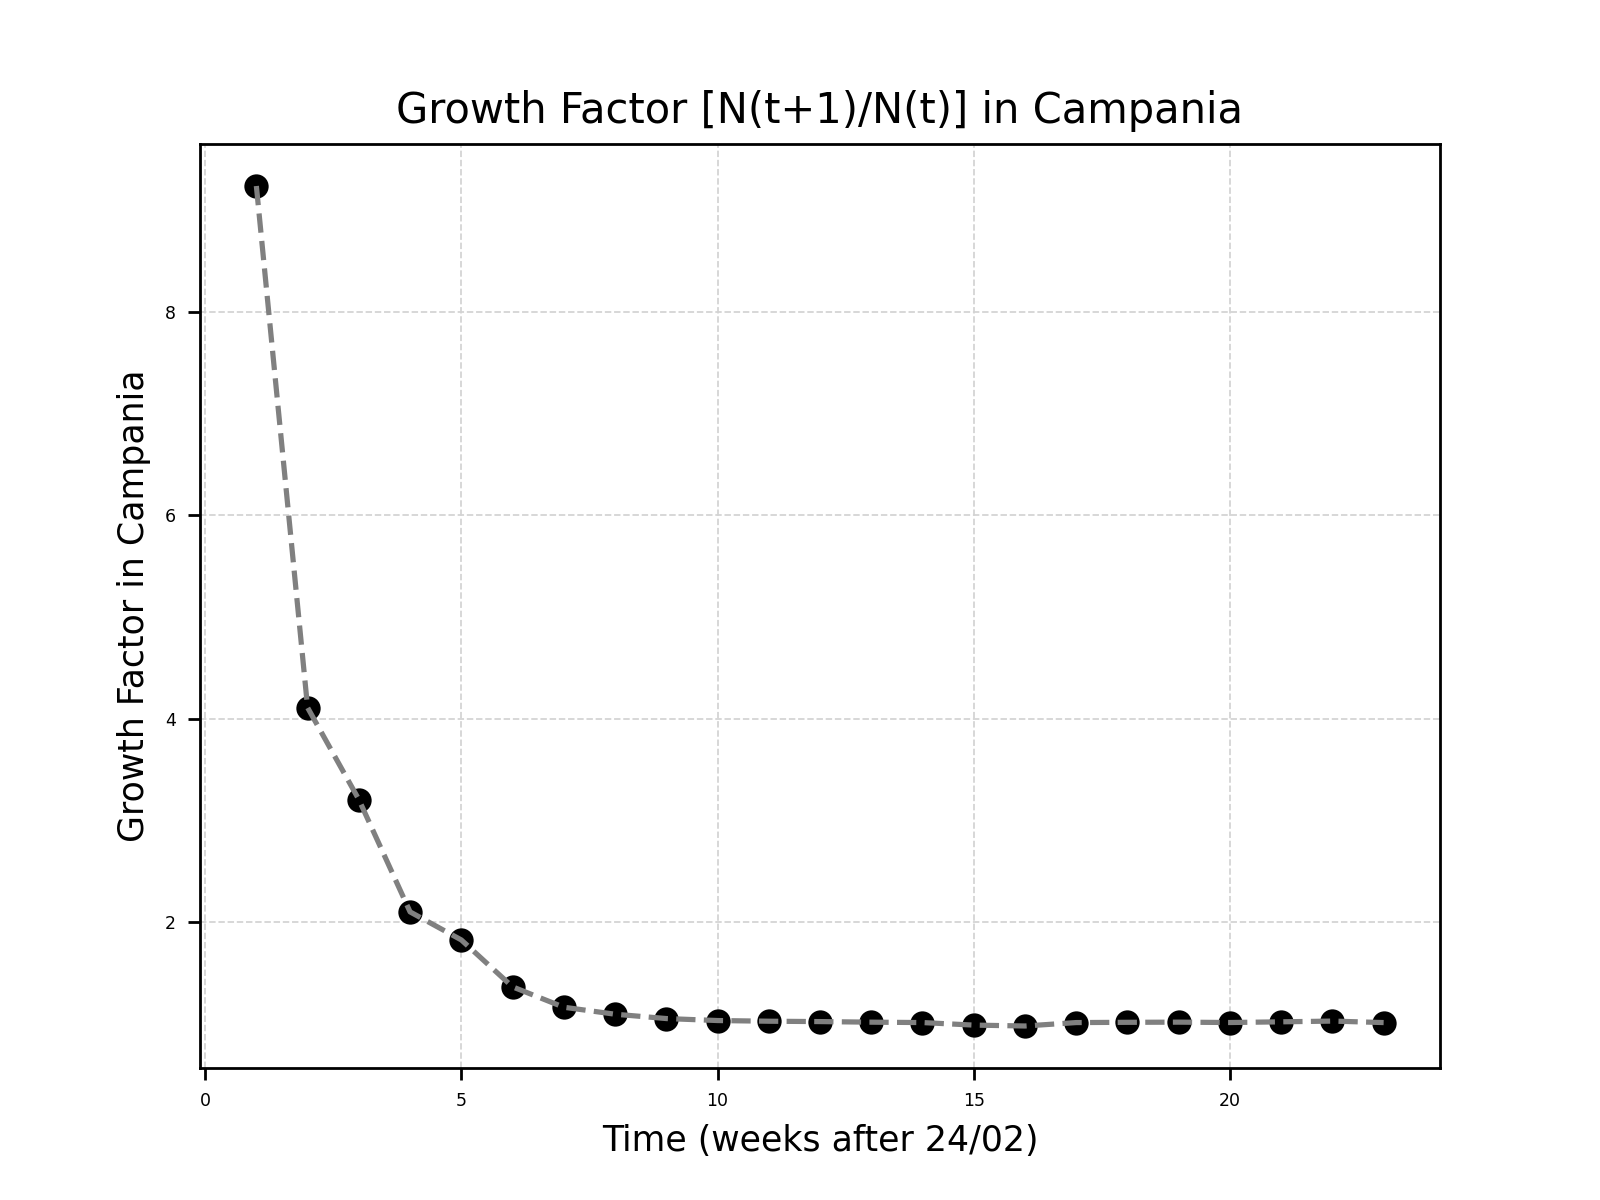 Growth Factor [N(t+1)/N(t)] in Campania
Growth Factor in Campania
8
6
4
2
0 5 10 15 20
Time (weeks after 24/02)